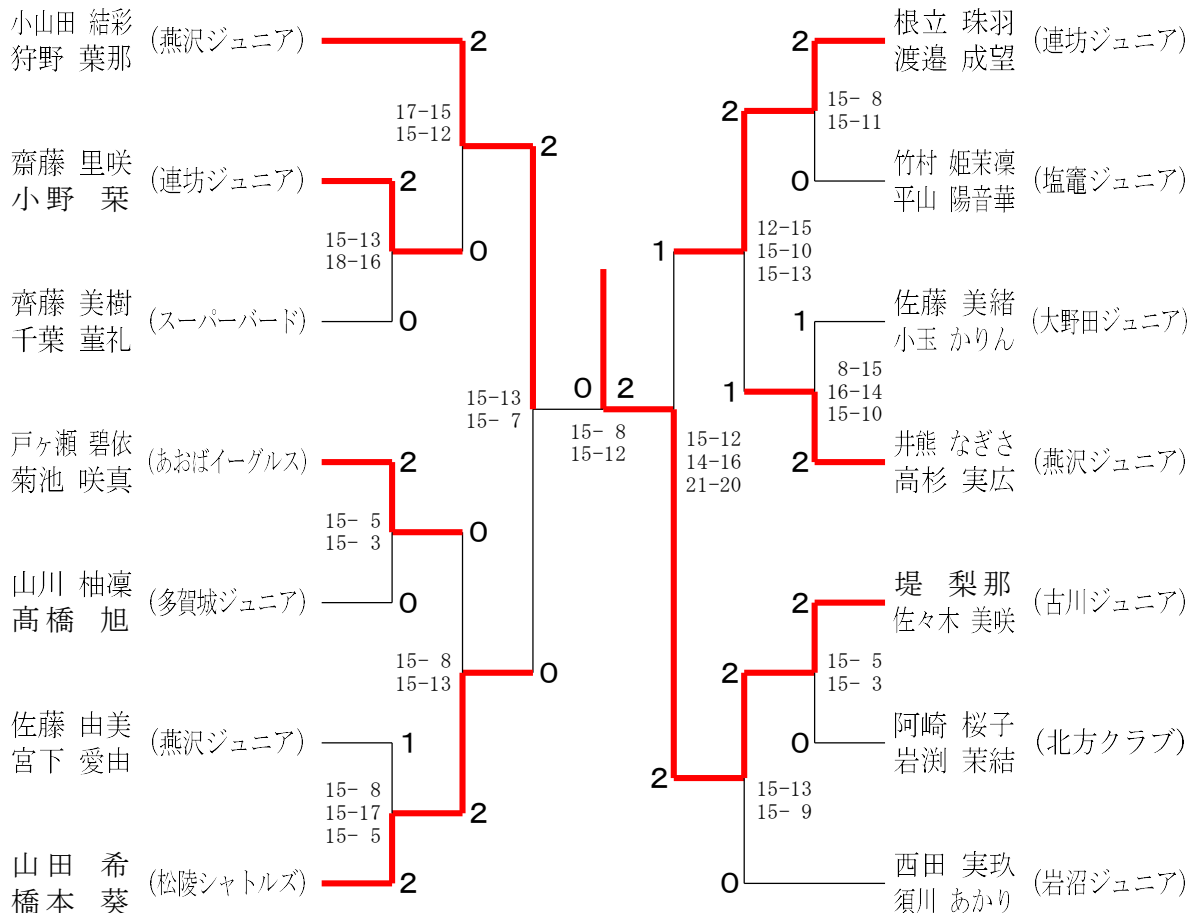 小山田 結彩
狩野 葉那
(燕沢ジュニア)
2
17-15
15-12
2
齋藤 里咲
小野 栞
(連坊ジュニア)
2
15-13
18-16
0
齊藤 美樹
千葉 菫礼
(スーパーバード)
0
15-13
15- 7
戸ヶ瀬 碧依
菊池 咲真
(あおばイーグルス)
2
15- 5
15- 3
0
山川 柚凜
髙橋 旭
(多賀城ジュニア)
0
15- 8
15-13
0
佐藤 由美
宮下 愛由
(燕沢ジュニア)
1
15- 8
15-17
15- 5
2
山田 希
橋本 葵
(松陵シャトルズ)
2
0
2
15- 8
15-12
根立 珠羽
渡邉 成望
(連坊ジュニア)
2
15- 8
15-11
2
竹村 姫茉凜
平山 陽音華
(塩竈ジュニア)
0
12-15
15-10
15-13
1
佐藤 美緒
小玉 かりん
(大野田ジュニア)
1
8-15
16-14
15-10
1
井熊 なぎさ
高杉 実広
(燕沢ジュニア)
2
15-12
14-16
21-20
堤 梨那
佐々木 美咲
(古川ジュニア)
2
15- 5
15- 3
2
阿崎 桜子
岩渕 茉結
(北方クラブ)
0
2
15-13
15- 9
西田 実玖
須川 あかり
(岩沼ジュニア)
0